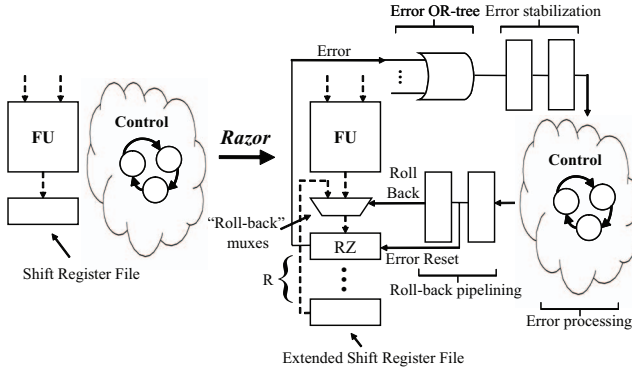 Error OR-tree
Error stabilization
Error
FU
Control
Razor
FU
Control
Roll
Back
"Roll-back"
muxes
RZ
Error Reset
Shift Register File
R
Roll-back pipelining
Error processing
Extended Shift Register File